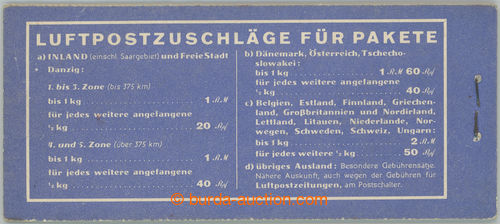 LUFTPOSTZUSCHLÄGE FÜR PAKETE
a) INLAND (einschl. Saargebiet) und Freie Stadt
Danzig:
1. bis 3. Zone (bis 375 km)
bis 1 kg .................... 1 RM
für jedes weitere angefangene
½ kg .................... 20 Rpf
4. und 5. Zone (über 375 km)
bis 1 kg .................... 1 RM
für jedes weitere angefangene
½ kg .................... 40 Rpf
b) Dänemark, Österreich, Tschecho-
slowakei:
bis 1 kg ............ 1 RM 60 Rpf
für jedes weitere angefangene
½ kg .................... 40 Rpf
c) Belgien, Estland, Finnland, Griechen-
land, Großbritannien und Nordirland,
Lettland, Litauen, Niederlande, Nor-
wegen, Schweden, Schweiz, Ungarn:
bis 1 kg .................... 2 RM
für jedes weitere ½ kg ...... 50 Rpf
d) übriges Ausland: Besondere Gebührensätze.
Nähere Auskunft, auch wegen der Gebühren für
Luftpostzeitungen, am Postschalter.
© burda-auction.com